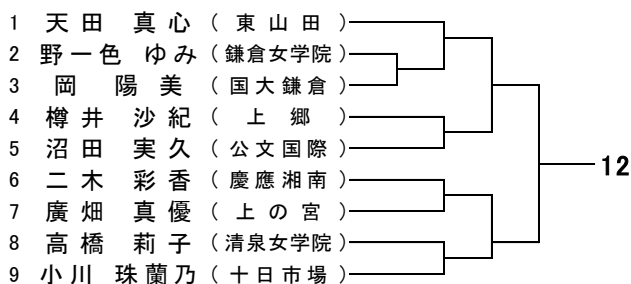 1 天田 真心 ( 東山田 )
2 野一色 ゆみ ( 鎌倉女学院 )
3 岡 陽美 ( 国大鎌倉 )
4 樽井 沙紀 ( 上郷 )
5 沼田 実久 ( 公文国際 )
12
6 二木 彩香 ( 慶應湘南 )
7 廣畑 真優 ( 上の宮 )
8 高橋 莉子 ( 清泉女学院 )
9 小川 珠蘭乃 ( 十日市場 )